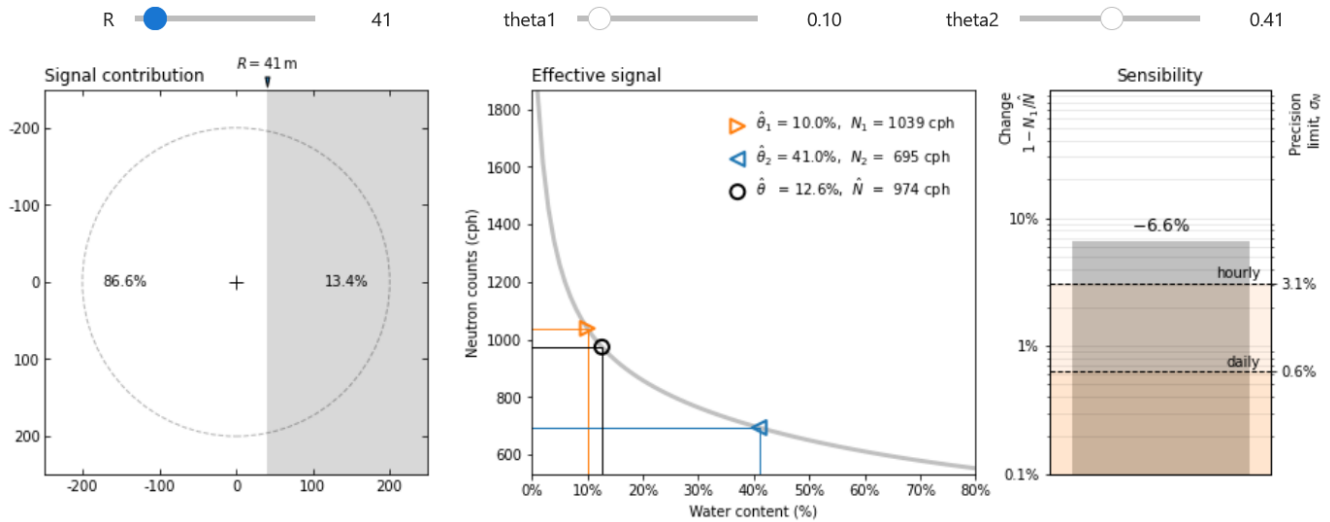 R 41 theta1 0.10 theta2 0.41
R = 41 m
Signal contribution
-200
-100
0
100
200
86.6%
13.4%
-200 -100 0 100 200
Effective signal
Neutron counts (cph)
1800
1600
1400
1200
1000
800
600
θ̂₁ = 10.0%, N₁ = 1039 cph
θ̂₂ = 41.0%, N₂ = 695 cph
θ̂ = 12.6%, N̂ = 974 cph
0% 10% 20% 30% 40% 50% 60% 70% 80%
Water content (%)
Sensibility
Change
1 − N₁/N̂
Precision
limit, σ_N
10%
1%
0.1%
−6.6%
hourly
3.1%
daily
0.6%